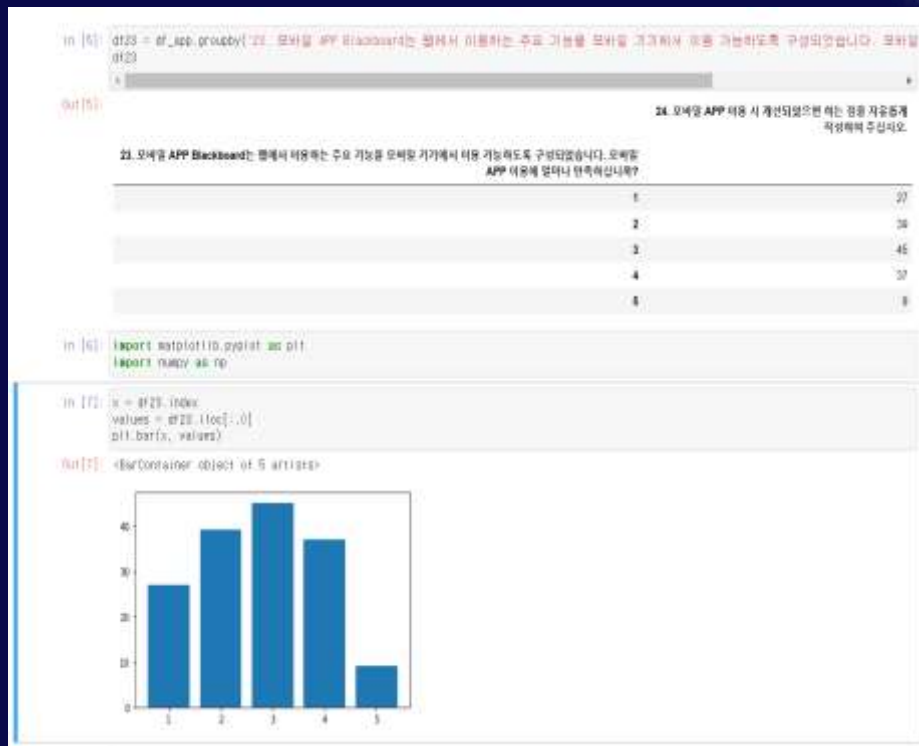 In [5]: df23 = df_app.groupby('23. 모바일 APP Blackboard는 웹에서 이용하는 주요 기능을 모바일 기기에서 이용 가능하도록 구성되었습니다. 모바일
df23
Out[5]:
24. 모바일 APP 이용 시 개선되었으면 하는 점을 자유롭게
작성하여 주십시오.
23. 모바일 APP Blackboard는 웹에서 이용하는 주요 기능을 모바일 기기에서 이용 가능하도록 구성되었습니다. 모바일
APP 이용에 얼마나 만족하십니까?
1 27
2 39
3 45
4 37
5 9
In [6]: import matplotlib.pyplot as plt
import numpy as np
In [7]: x = df23.index
values = df23.iloc[:,0]
plt.bar(x, values)
Out[7]: <BarContainer object of 5 artists>
40
30
20
10
0
1 2 3 4 5